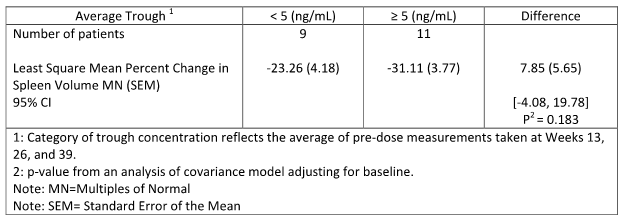 Average Trough 1 < 5 (ng/mL) ≥ 5 (ng/mL) Difference
Number of patients 9 11
Least Square Mean Percent Change in -23.26 (4.18) -31.11 (3.77) 7.85 (5.65)
Spleen Volume MN (SEM)
95% CI [-4.08, 19.78]
P2 = 0.183
1: Category of trough concentration reflects the average of pre-dose measurements taken at Weeks 13,
26, and 39.
2: p-value from an analysis of covariance model adjusting for baseline.
Note: MN=Multiples of Normal
Note: SEM= Standard Error of the Mean